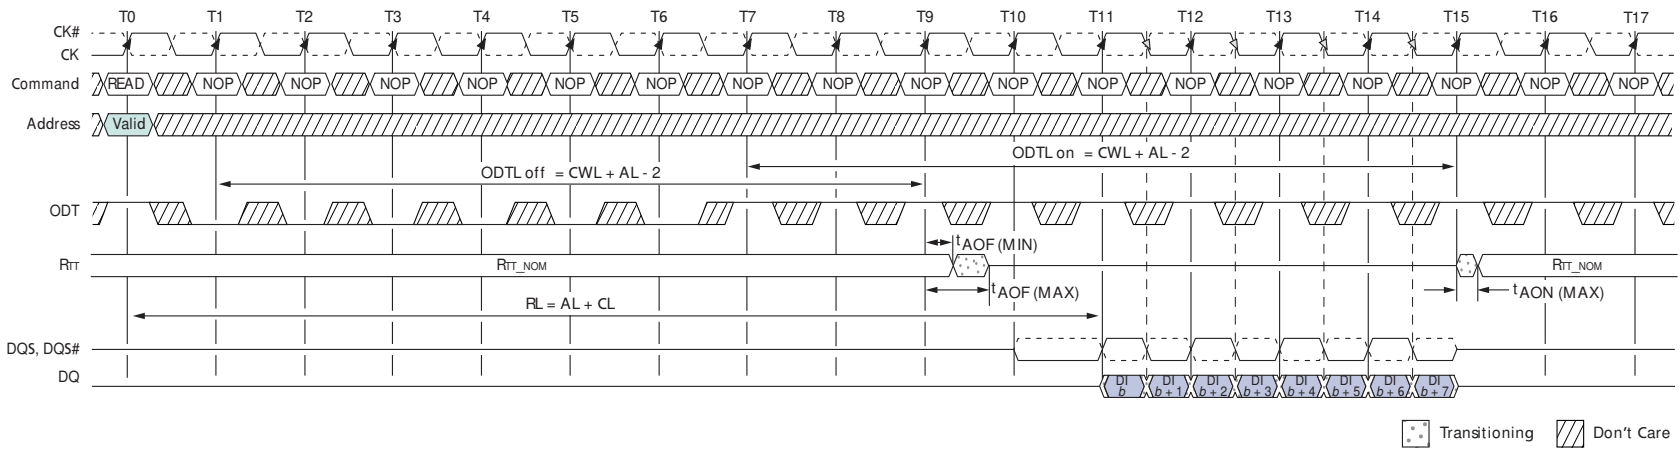 T0 T1 T2 T3 T4 T5 T6 T7 T8 T9 T10 T11 T12 T13 T14 T15 T16 T17
CK#
CK
Command READ NOP NOP NOP NOP NOP NOP NOP NOP NOP NOP NOP NOP NOP NOP NOP NOP NOP
Address Valid
ODTL on = CWL + AL - 2
ODTL off = CWL + AL - 2
ODT
tAOF (MIN)
RTT RTT_NOM RTT_NOM
tAOF (MAX) tAON (MAX)
RL = AL + CL
DQS, DQS#
DQ DI b DI b + 1 DI b + 2 DI b + 3 DI b + 4 DI b + 5 DI b + 6 DI b + 7
Transitioning Don't Care